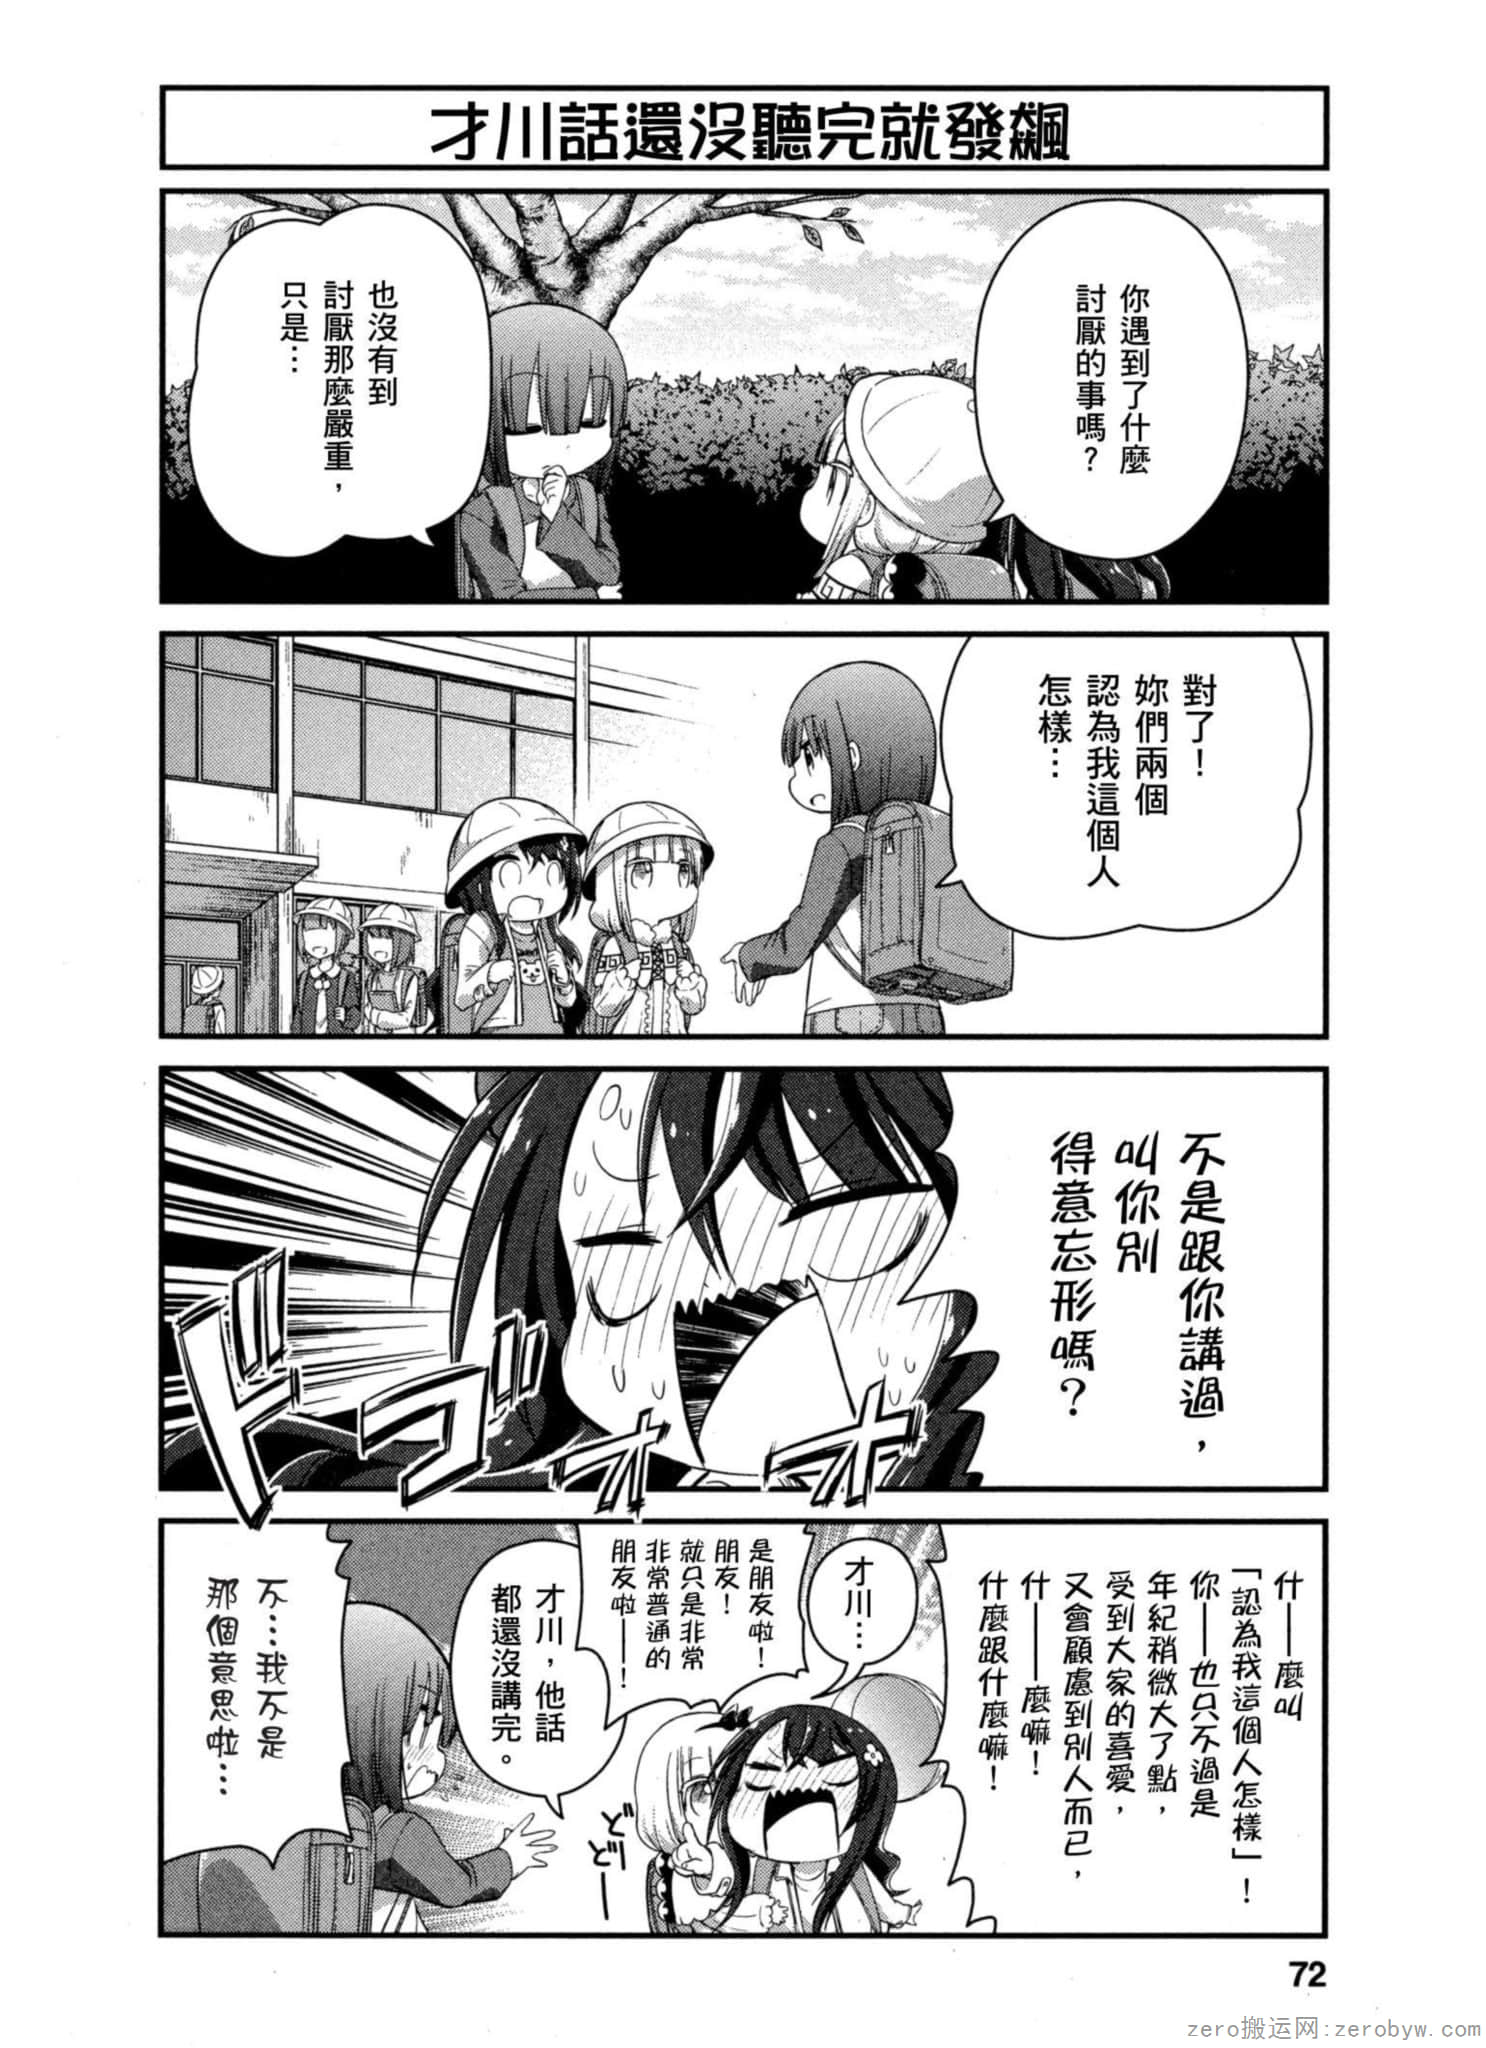 才川話還沒聽完就發飆
你遇到了什麼
討厭的事嗎？
也沒有到
討厭那麼嚴重，
只是…
對了！
妳們兩個
認為我這個人
怎樣…
不是跟你講過，
叫你別
得意忘形嗎？
ドゴォォ
什——麼叫
「認為我這個人怎樣」！
你——也只不過是
年紀稍微大了點，
受到大家的喜愛，
又會顧慮到別人而已，
什——麼嘛！
什麼跟什麼嘛！
才川…
是朋友啦！
朋友！
就只是非常
非常普通的
朋友啦——！
才川，他話
都還沒講完。
どーどー
不…我不是
那個意思啦…
72
zero搬运网:zerobyw.com